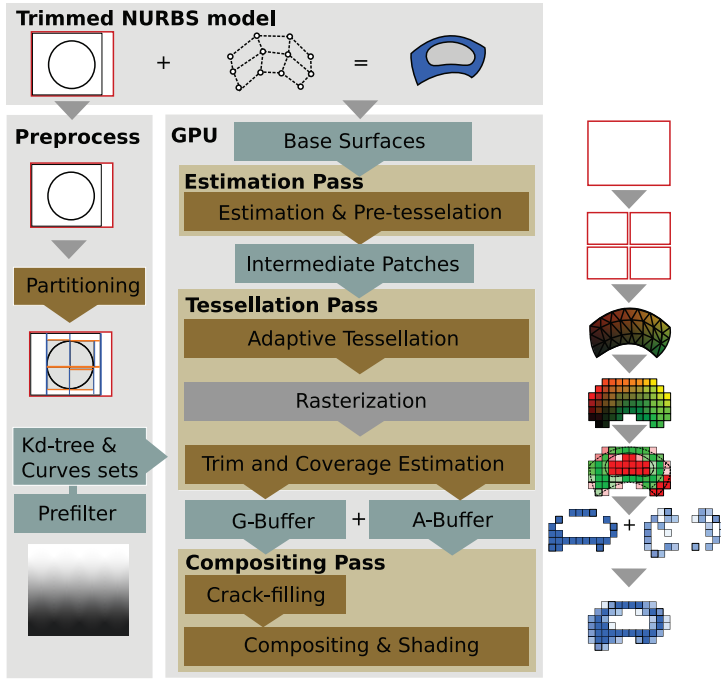 Trimmed NURBS model
+ =
Preprocess
Partitioning
Kd-tree &
Curves sets
Prefilter
GPU
Base Surfaces
Estimation Pass
Estimation & Pre-tesselation
Intermediate Patches
Tessellation Pass
Adaptive Tessellation
Rasterization
Trim and Coverage Estimation
G-Buffer + A-Buffer
Compositing Pass
Crack-filling
Compositing & Shading
+